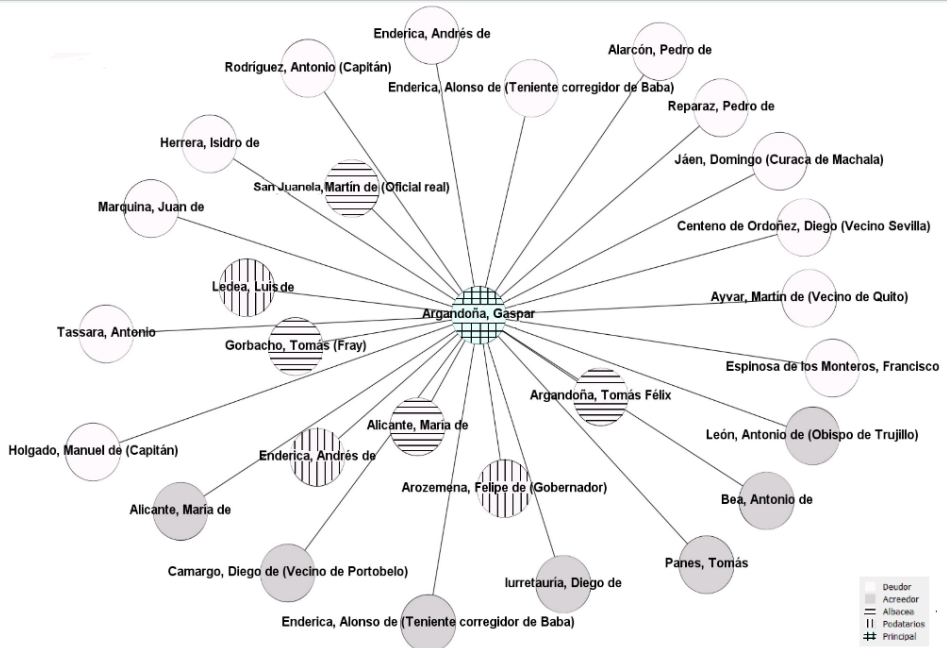 Enderica, Andrés de
Alarcón, Pedro de
Rodríguez, Antonio (Capitán)
Enderica, Alonso de (Teniente corregidor de Baba)
Reparaz, Pedro de
Herrera, Isidro de
Jáen, Domingo (Curaca de Machala)
San Juanela, Martín de (Oficial real)
Marquina, Juan de
Centeno de Ordoñez, Diego (Vecino Sevilla)
Ledea, Luis de
Ayvar, Martín de (Vecino de Quito)
Argandoña, Gaspar
Tassara, Antonio
Gorbacho, Tomás (Fray)
Espinosa de los Monteros, Francisco
Argandoña, Tomás Félix
Alicante, María de
León, Antonio de (Obispo de Trujillo)
Holgado, Manuel de (Capitán)
Enderica, Andrés de
Arozemena, Felipe de (Gobernador)
Bea, Antonio de
Alicante, María de
Panes, Tomás
Camargo, Diego de (Vecino de Portobelo)
Iurretauria, Diego de
Enderica, Alonso de (Teniente corregidor de Baba)
Deudor
Acreedor
Albacea
Podatarios
Principal